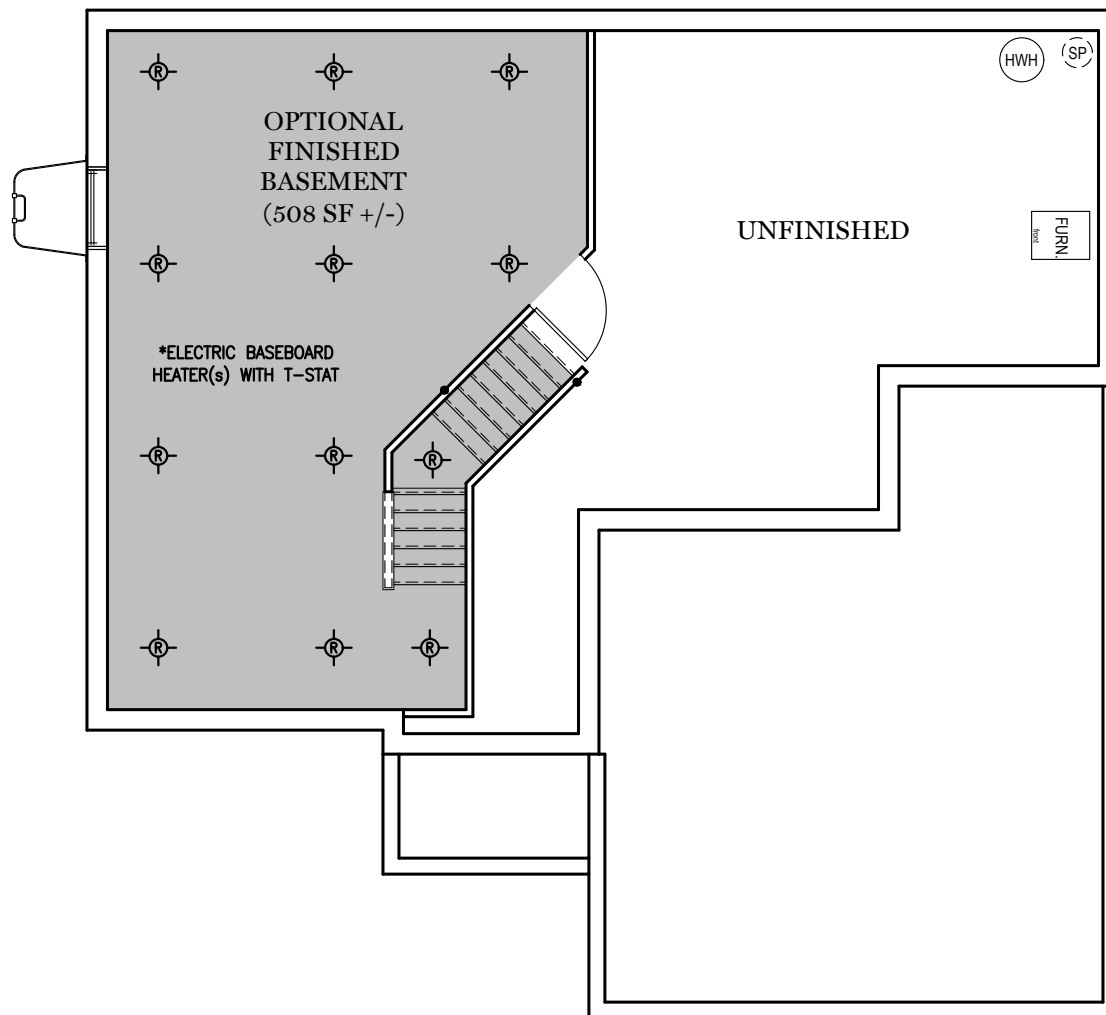 R R R
HWH SP
OPTIONAL
FINISHED
BASEMENT
(508 SF +/-)
UNFINISHED
FURN.
front
R R R
*ELECTRIC BASEBOARD
HEATER(s) WITH T-STAT
R R R
R R R